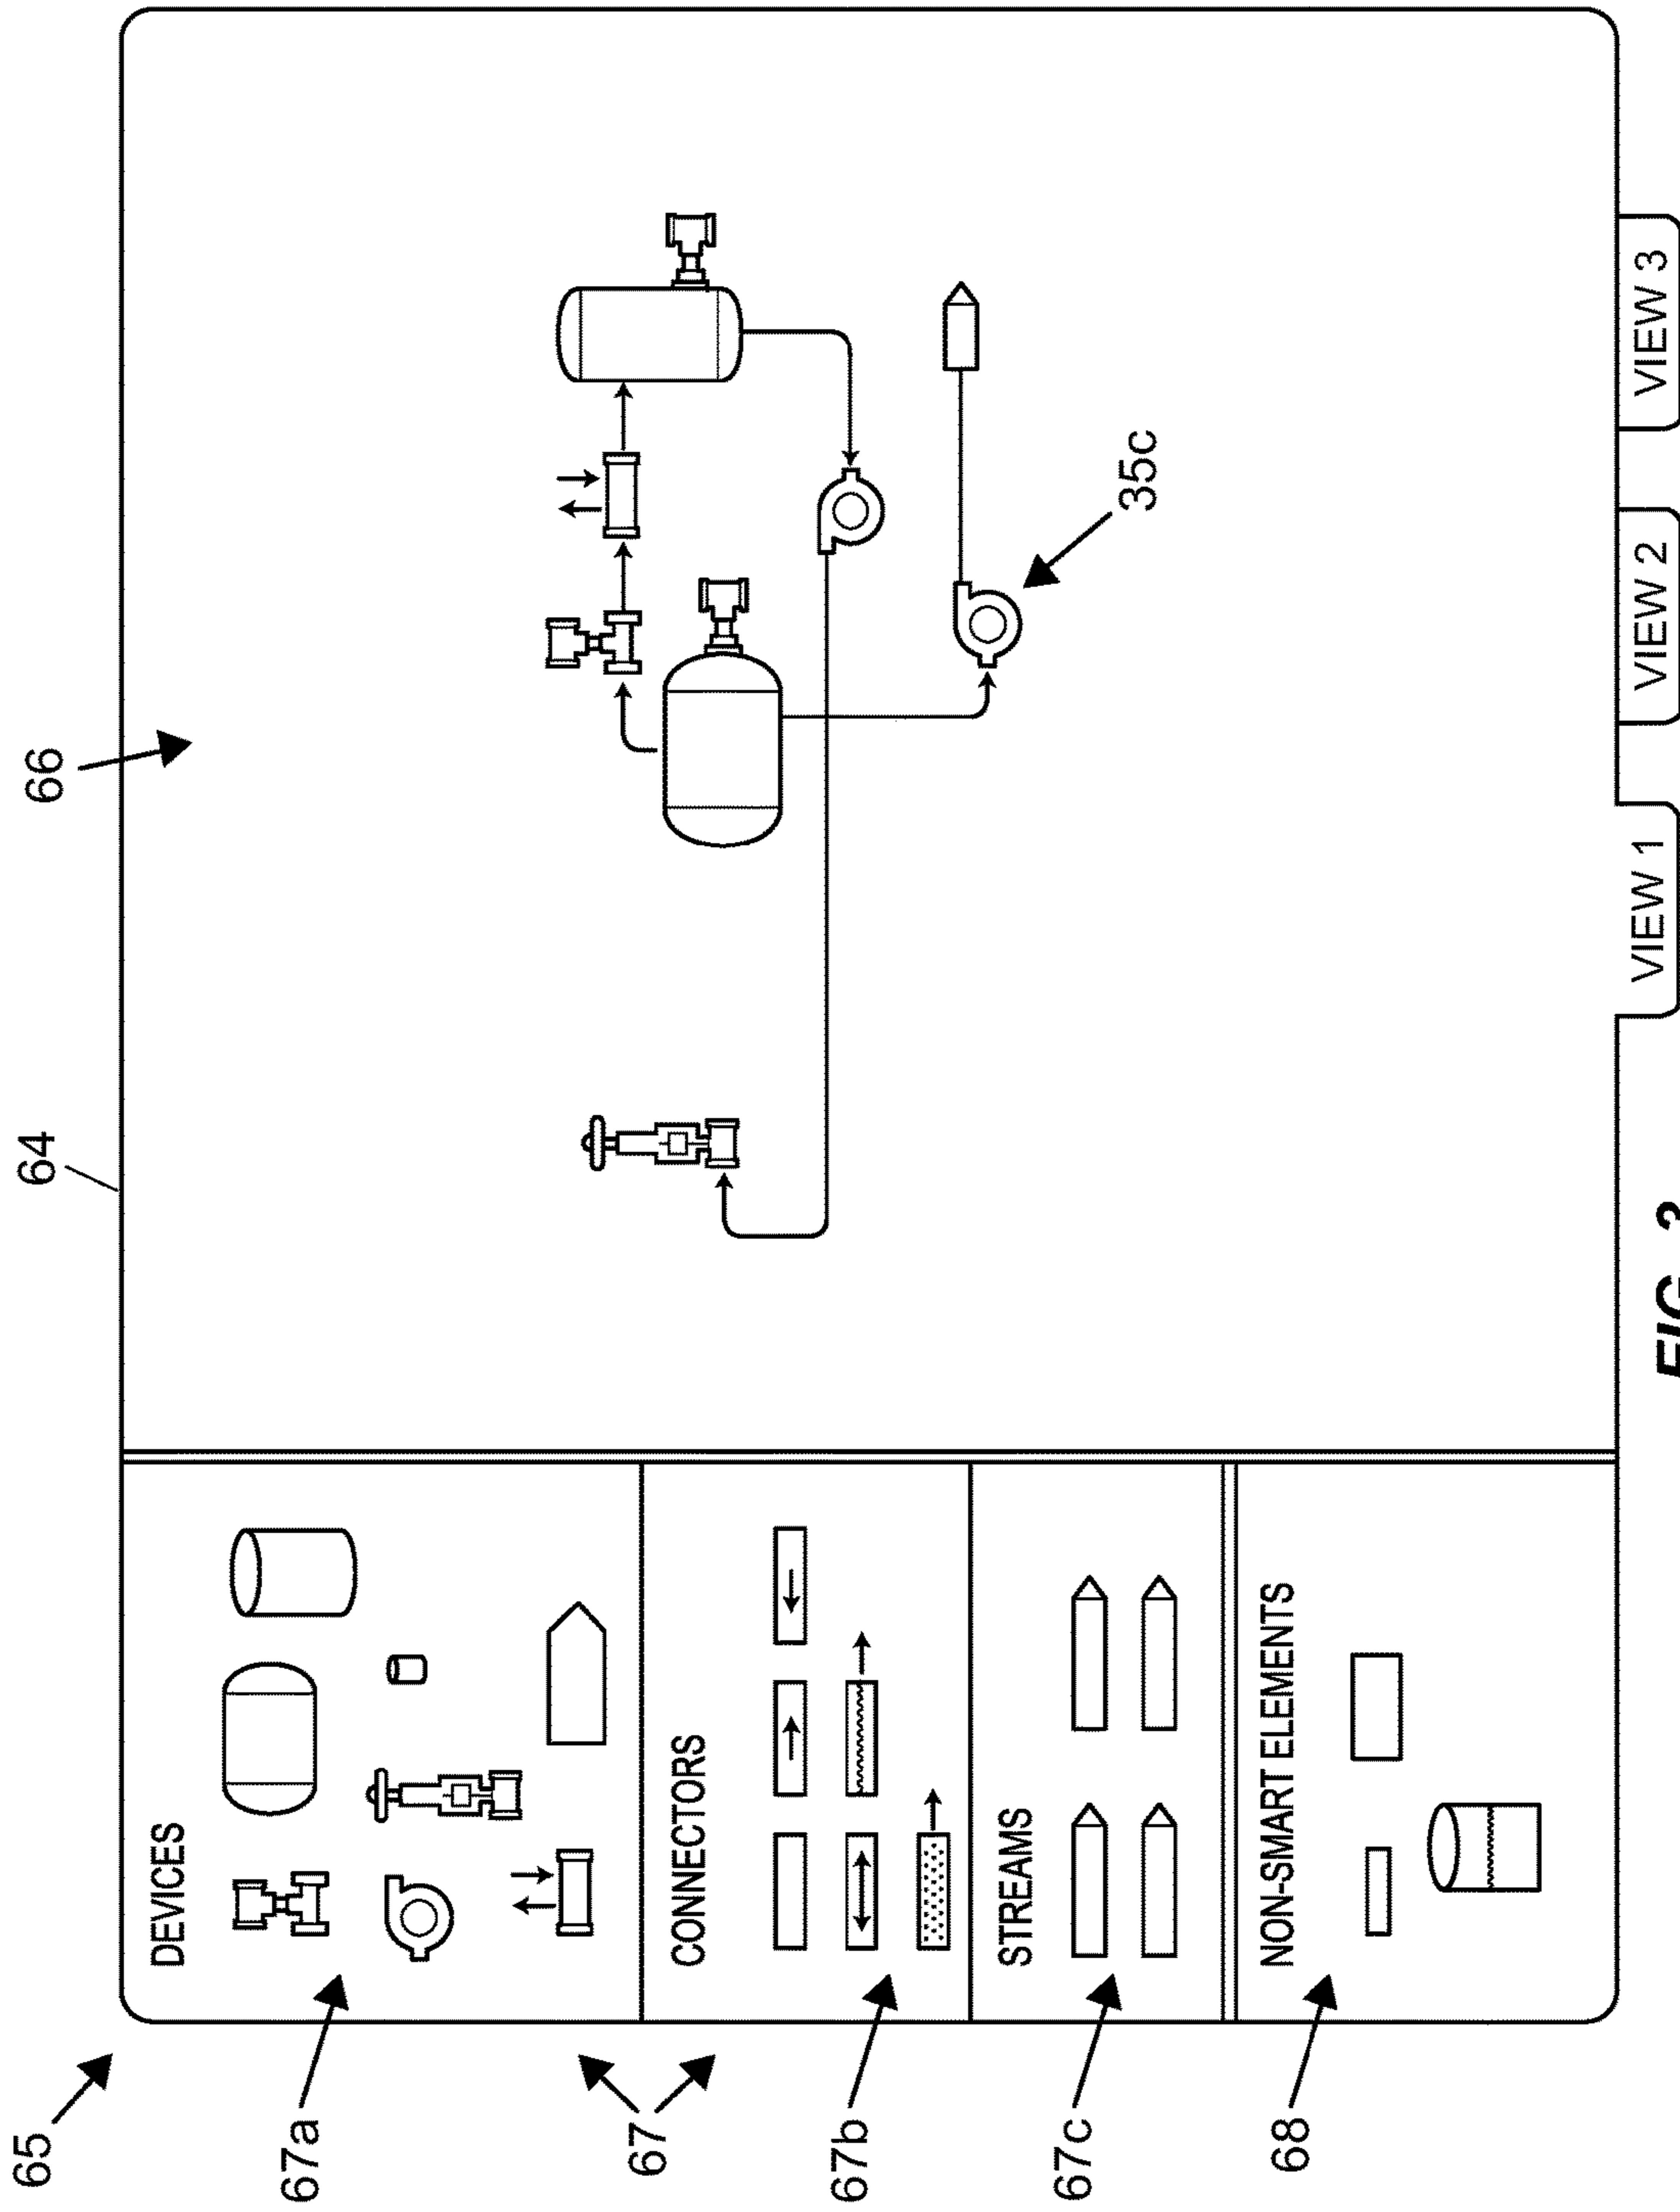 65
64
66
67a
DEVICES
67
CONNECTORS
67b
35c
STREAMS
67c
NON-SMART ELEMENTS
68
VIEW 1
VIEW 2
VIEW 3
FIG